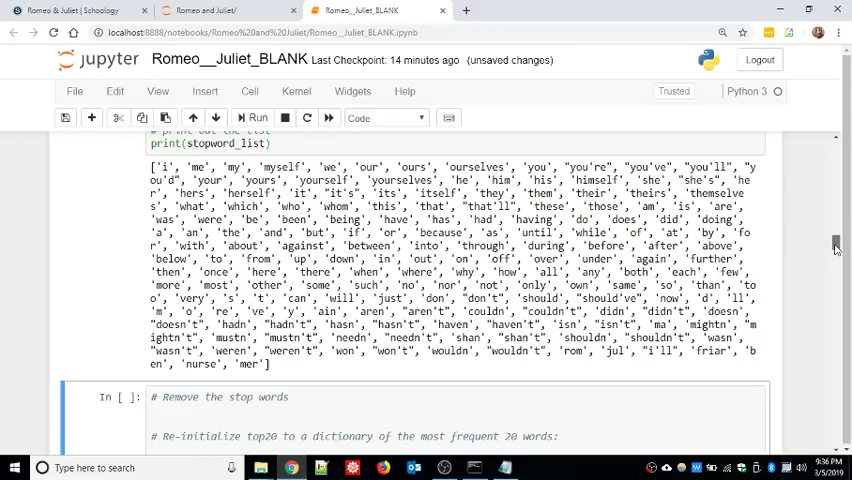 Romeo & Juliet | Schoology
Romeo and Juliet/
Romeo__Juliet_BLANK
localhost:8888/notebooks/Romeo%20and%20Juliet/Romeo__Juliet_BLANK.ipynb
jupyter Romeo__Juliet_BLANK Last Checkpoint: 14 minutes ago (unsaved changes)
Logout
File Edit View Insert Cell Kernel Widgets Help
Trusted
Python 3
Run
Code
# print out the list
print(stopword_list)
['i', 'me', 'my', 'myself', 'we', 'our', 'ours', 'ourselves', 'you', "you're", "you've", "you'll", "y
ou'd", 'your', 'yours', 'yourself', 'yourselves', 'he', 'him', 'his', 'himself', 'she', "she's", 'he
r', 'hers', 'herself', 'it', "it's", 'its', 'itself', 'they', 'them', 'their', 'theirs', 'themselve
s', 'what', 'which', 'who', 'whom', 'this', 'that', "that'll", 'these', 'those', 'am', 'is', 'are',
'was', 'were', 'be', 'been', 'being', 'have', 'has', 'had', 'having', 'do', 'does', 'did', 'doing',
'a', 'an', 'the', 'and', 'but', 'if', 'or', 'because', 'as', 'until', 'while', 'of', 'at', 'by', 'fo
r', 'with', 'about', 'against', 'between', 'into', 'through', 'during', 'before', 'after', 'above',
'below', 'to', 'from', 'up', 'down', 'in', 'out', 'on', 'off', 'over', 'under', 'again', 'further',
'then', 'once', 'here', 'there', 'when', 'where', 'why', 'how', 'all', 'any', 'both', 'each', 'few',
'more', 'most', 'other', 'some', 'such', 'no', 'nor', 'not', 'only', 'own', 'same', 'so', 'than', 'to
o', 'very', 's', 't', 'can', 'will', 'just', 'don', "don't", 'should', "should've", 'now', 'd', 'll',
'm', 'o', 're', 've', 'y', 'ain', 'aren', "aren't", 'couldn', "couldn't", 'didn', "didn't", 'doesn',
"doesn't", 'hadn', "hadn't", 'hasn', "hasn't", 'haven', "haven't", 'isn', "isn't", 'ma', 'mightn', "m
ightn't", 'mustn', "mustn't", 'needn', "needn't", 'shan', "shan't", 'shouldn', "shouldn't", 'wasn',
"wasn't", 'weren', "weren't", 'won', "won't", 'wouldn', "wouldn't", 'rom', 'jul', "i'll", 'friar', 'b
en', 'nurse', 'mer']
In [ ]:
# Remove the stop words
# Re-initialize top20 to a dictionary of the most frequent 20 words:
Type here to search
9:36 PM
3/5/2019